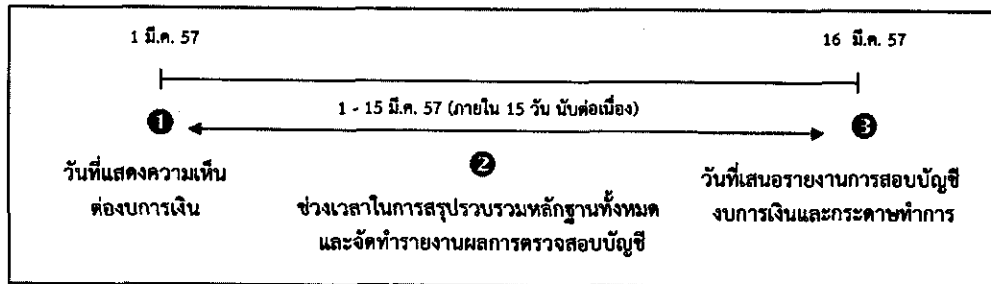 1 มี.ค. 57
16 มี.ค. 57
1 - 15 มี.ค. 57 (ภายใน 15 วัน นับต่อเนื่อง)
❶
❸
วันที่แสดงความเห็น
ต่องบการเงิน
❷
ช่วงเวลาในการสรุปรวบรวมหลักฐานทั้งหมด
และจัดทำรายงานผลการตรวจสอบบัญชี
วันที่เสนอรายงานการสอบบัญชี
งบการเงินและกระดาษทำการ